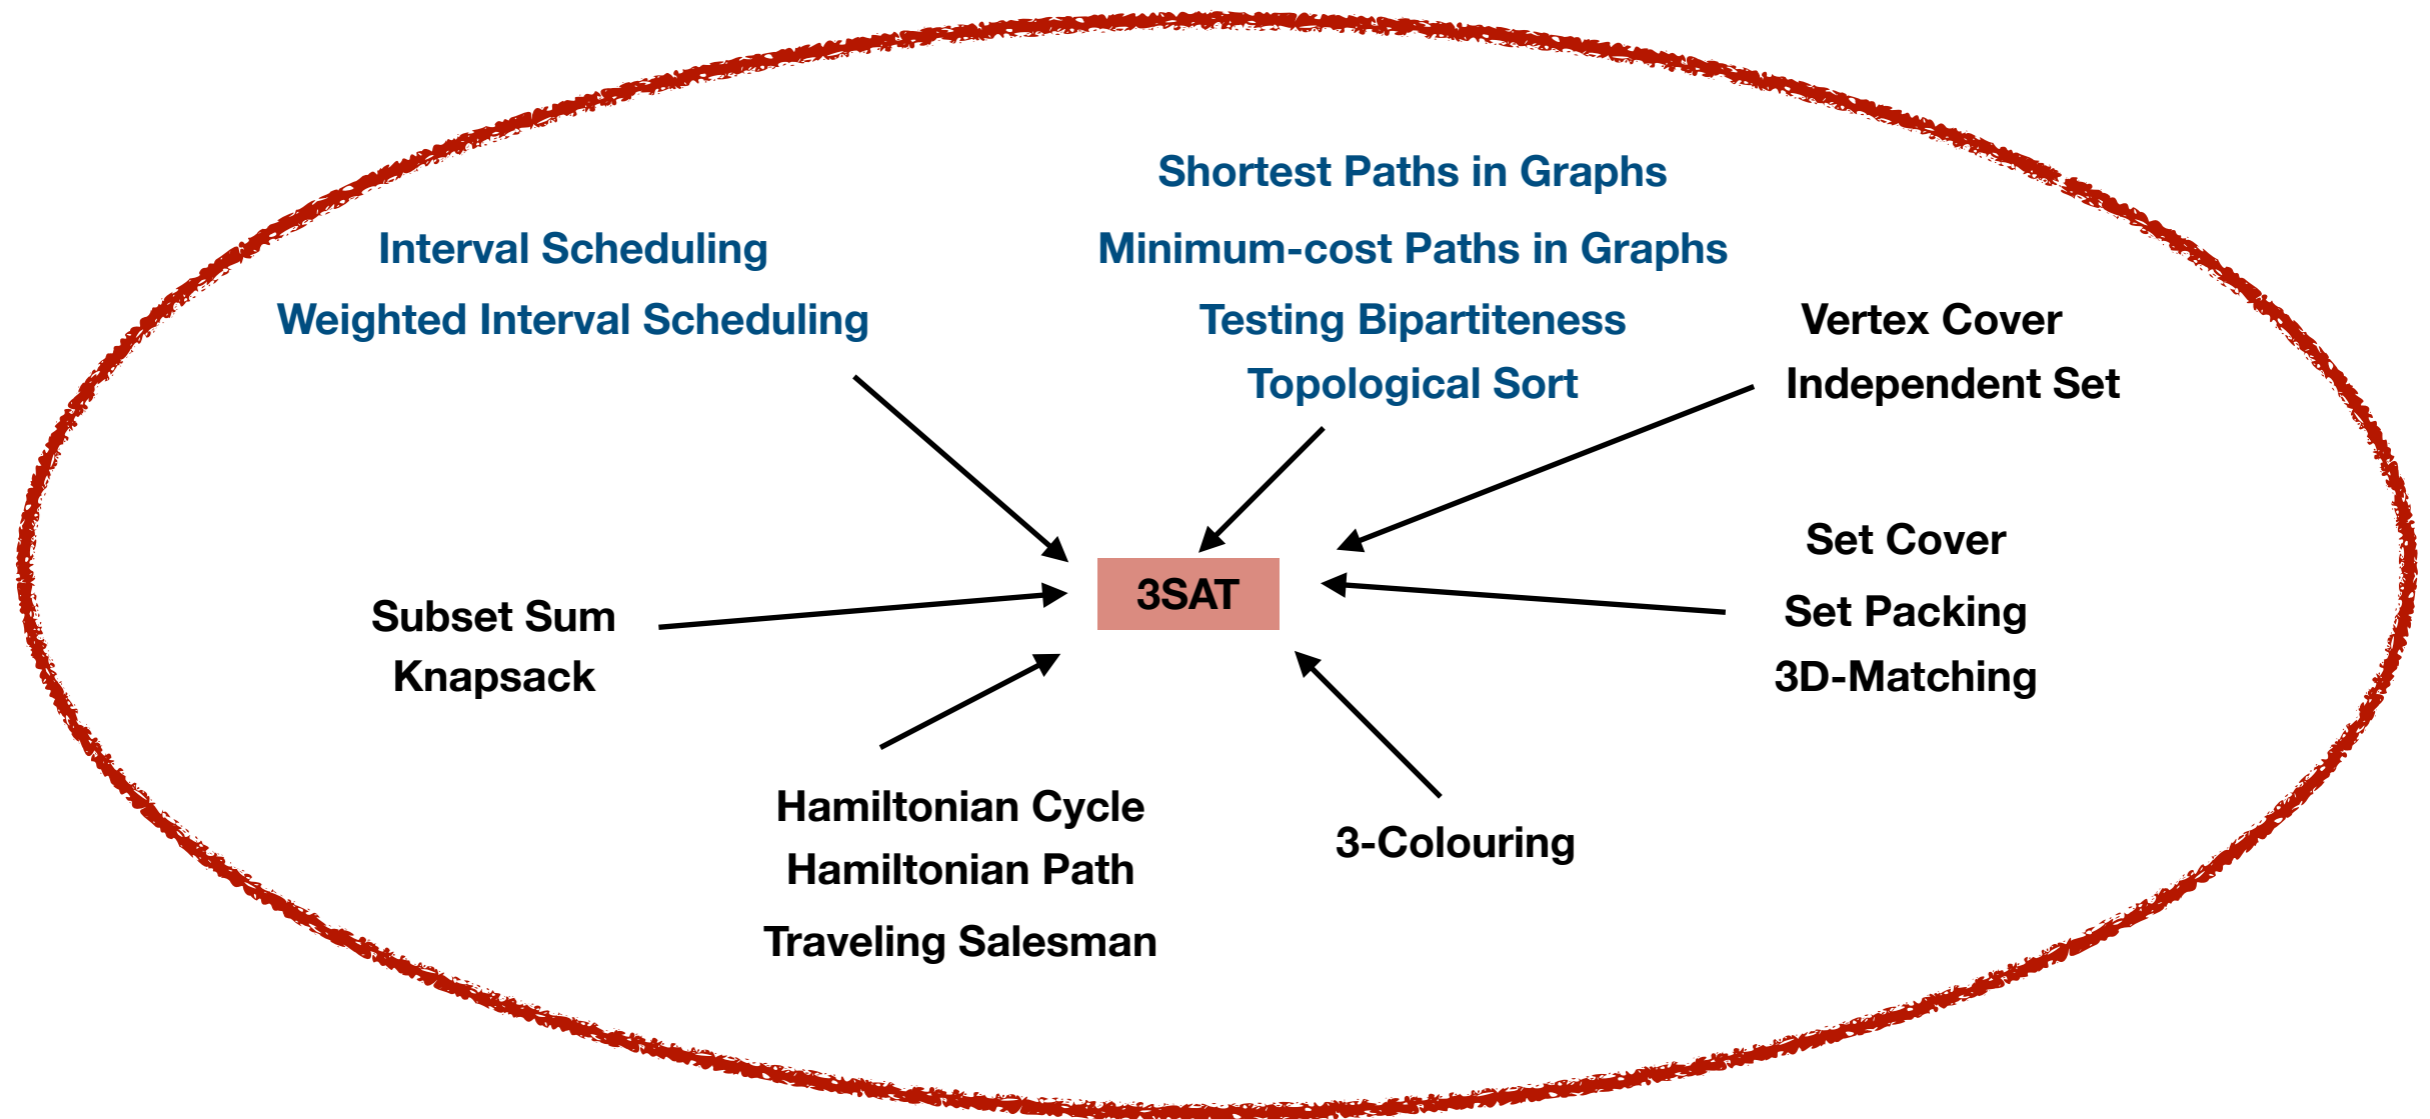 Shortest Paths in Graphs
Interval Scheduling
Minimum-cost Paths in Graphs
Weighted Interval Scheduling
Testing Bipartiteness
Vertex Cover
Topological Sort
Independent Set
Set Cover
3SAT
Subset Sum
Set Packing
Knapsack
3D-Matching
Hamiltonian Cycle
3-Colouring
Hamiltonian Path
Traveling Salesman